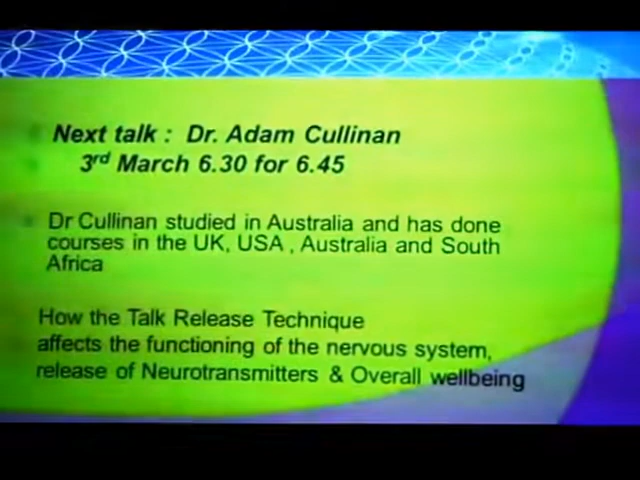 Next talk : Dr. Adam Cullinan
3rd March 6.30 for 6.45
Dr Cullinan studied in Australia and has done
courses in the UK, USA , Australia and South
Africa
How the Talk Release Technique
affects the functioning of the nervous system,
release of Neurotransmitters & Overall wellbeing